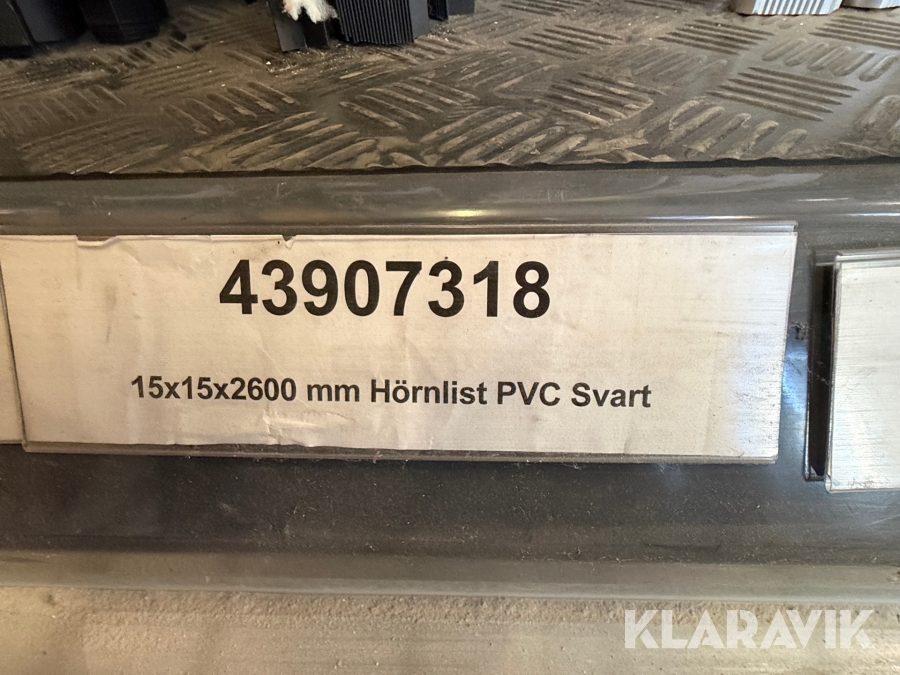 43907318
15x15x2600 mm Hörnlist PVC Svart
KLARAVIK